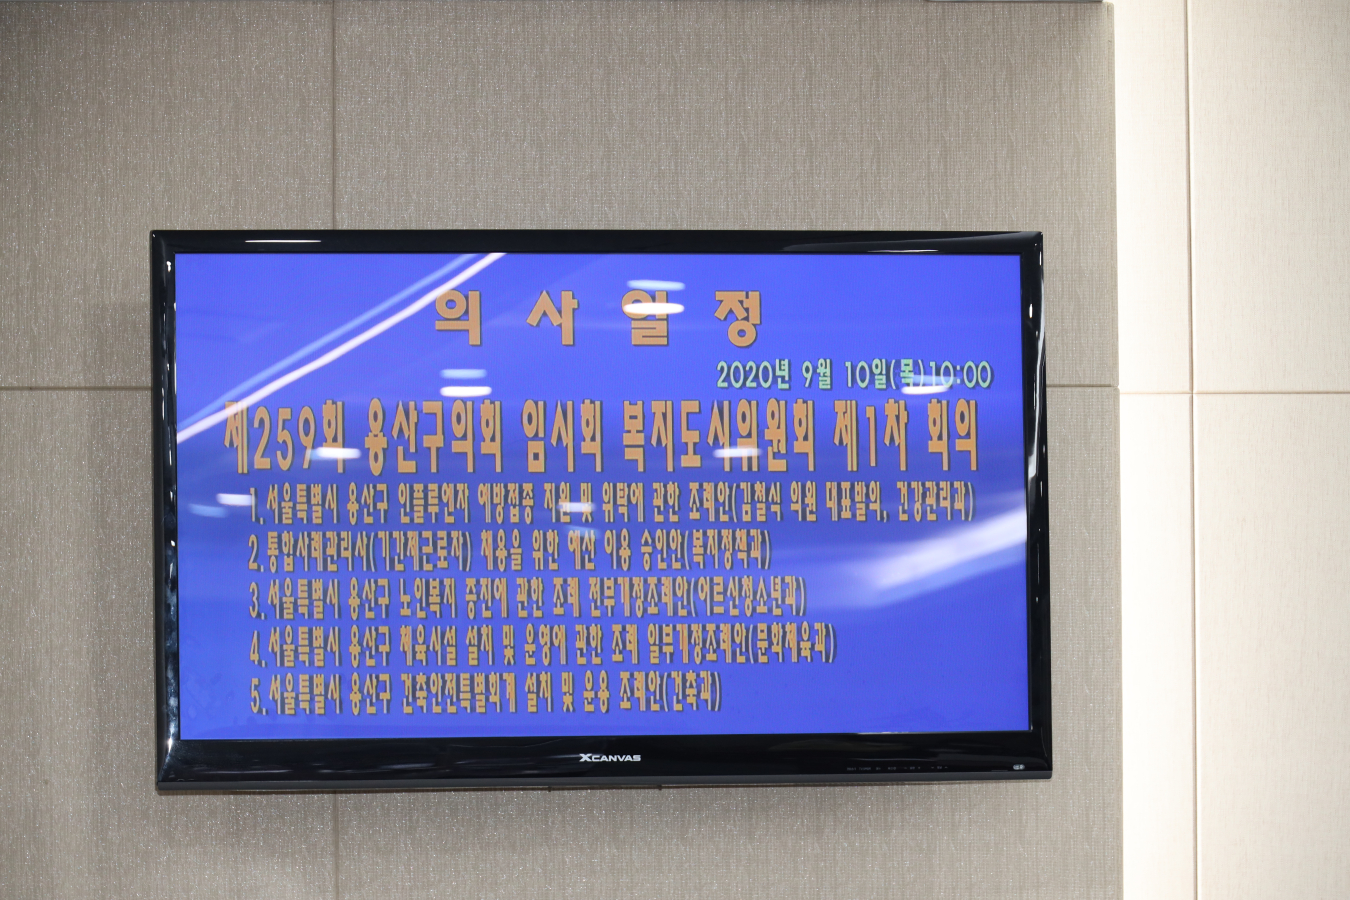 의 사 일 정
2020년 9월 10일(목)10:00
제259회 용산구의회 임시회 복지도시위원회 제1차 회의
1.서울특별시 용산구 인플루엔자 예방접종 지원 및 위탁에 관한 조례안(김철식 의원 대표발의, 건강관리과)
2.통합사례관리사(기간제근로자) 채용을 위한 예산 이용 승인안(복지정책과)
3.서울특별시 용산구 노인복지 증진에 관한 조례 전부개정조례안(어르신청소년과)
4.서울특별시 용산구 체육시설 설치 및 운영에 관한 조례 일부개정조례안(문화체육과)
5.서울특별시 용산구 건축안전특별회계 설치 및 운용 조례안(건축과)
XCANVAS